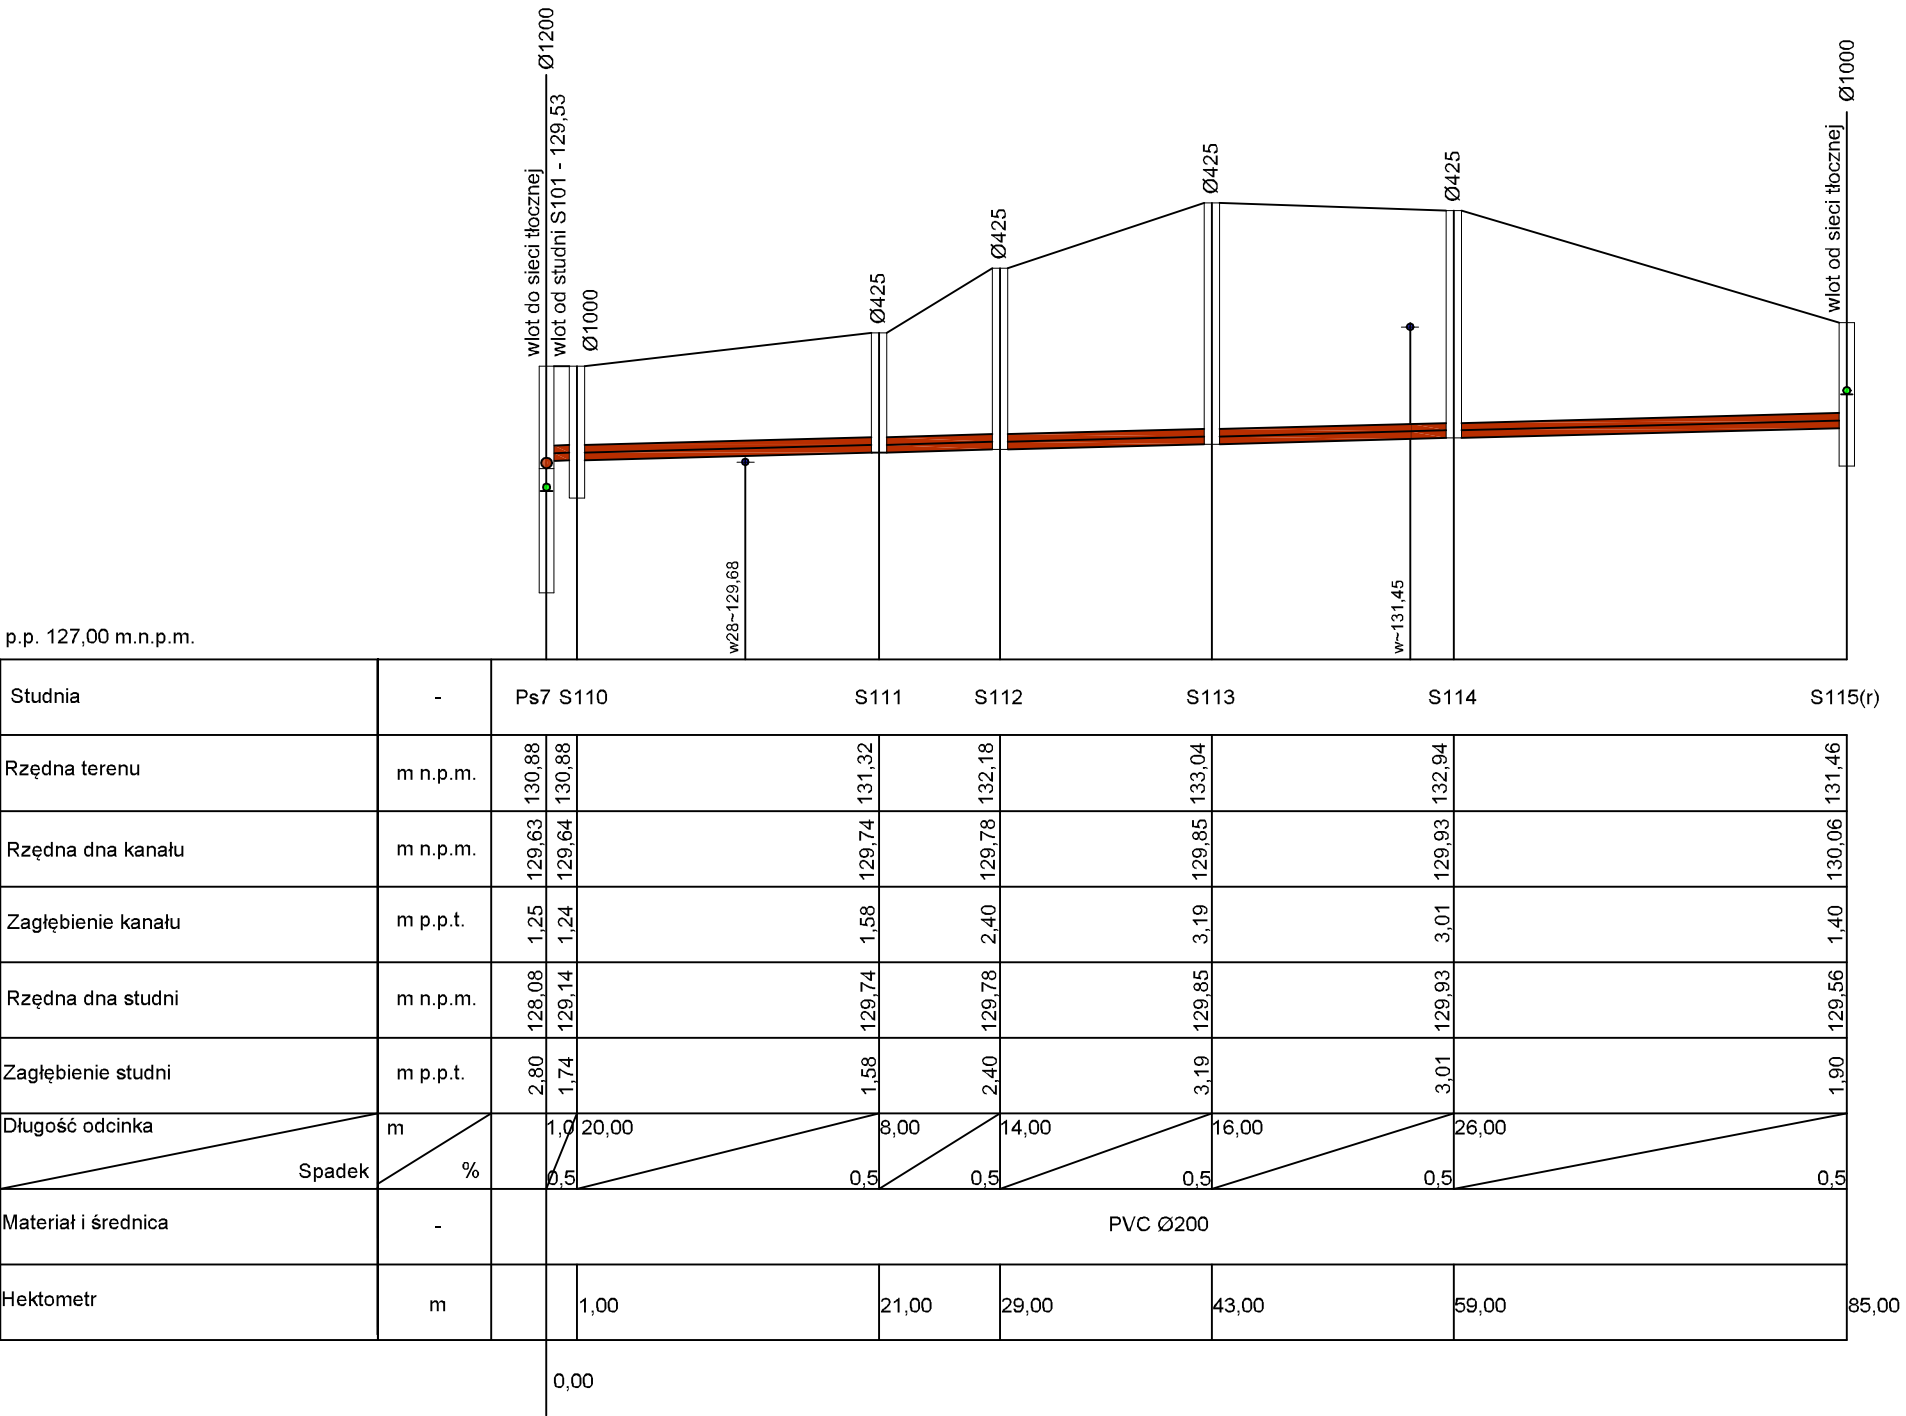 Ø1200
wlot do sieci tłocznej
wlot od studni S101 - 129,53
Ø1000
Ø425
Ø425
Ø425
Ø425
wlot od sieci tłocznej
Ø1000
w28~129,68
w~131,45
p.p. 127,00 m.n.p.m.
Studnia - Ps7 S110 S111 S112 S113 S114 S115(r)
Rzędna terenu m n.p.m. 130,88 130,88 131,32 132,18 133,04 132,94 131,46
Rzędna dna kanału m n.p.m. 129,63 129,64 129,74 129,78 129,85 129,93 130,06
Zagłębienie kanału m p.p.t. 1,25 1,24 1,58 2,40 3,19 3,01 1,40
Rzędna dna studni m n.p.m. 128,08 129,14 129,74 129,78 129,85 129,93 129,56
Zagłębienie studni m p.p.t. 2,80 1,74 1,58 2,40 3,19 3,01 1,90
Długość odcinka m 1,0 20,00 8,00 14,00 16,00 26,00
Spadek % 0,5 0,5 0,5 0,5 0,5 0,5
Materiał i średnica - PVC Ø200
Hektometr m 1,00 21,00 29,00 43,00 59,00 85,00
0,00